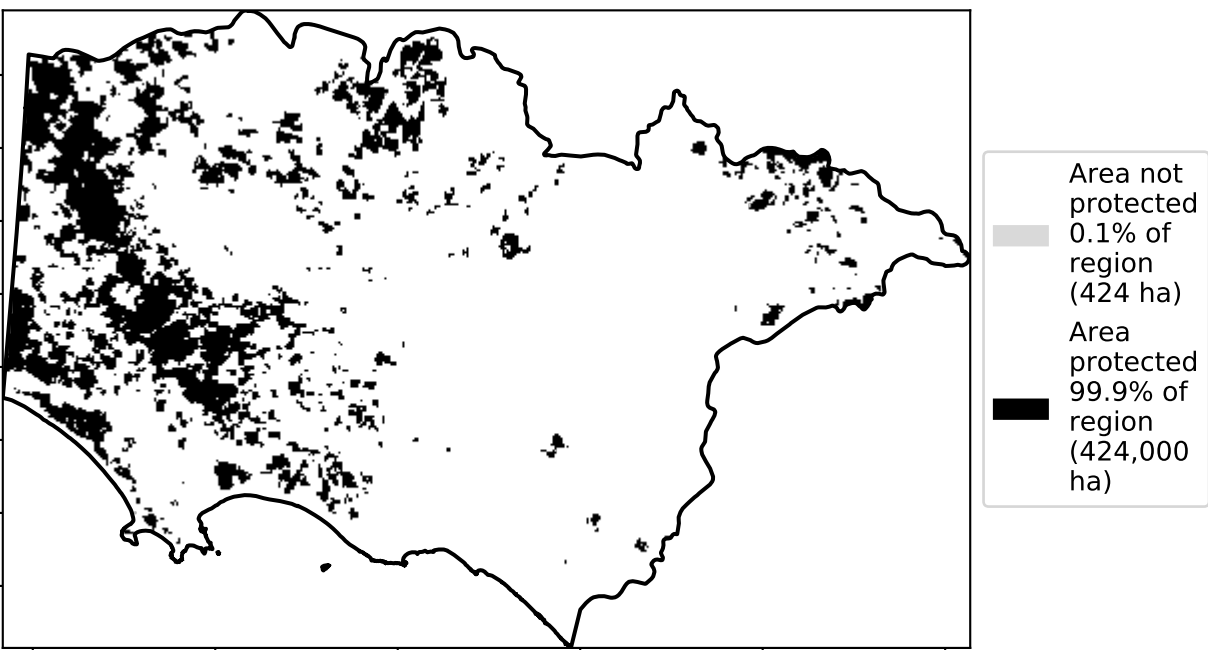 Area not
protected
0.1% of
region
(424 ha)
Area
protected
99.9% of
region
(424,000
ha)